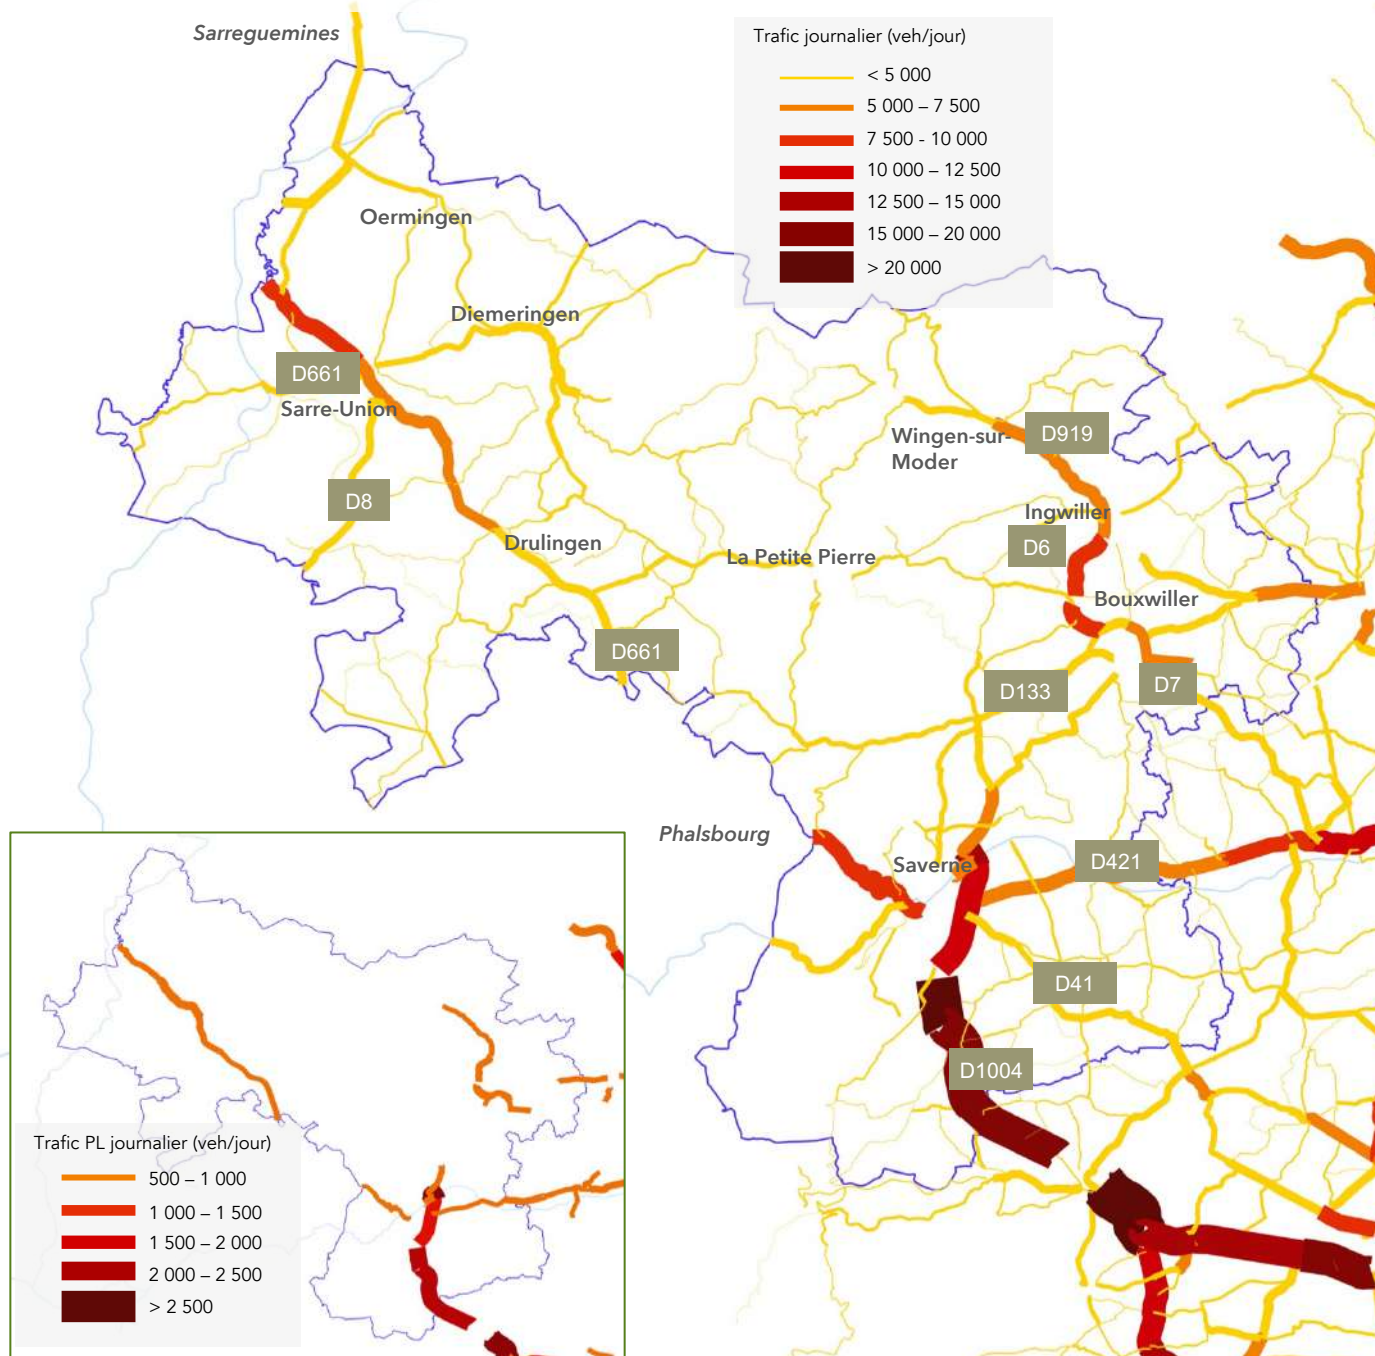 Sarreguemines
Trafic journalier (veh/jour)
< 5 000
5 000 – 7 500
7 500 - 10 000
10 000 – 12 500
12 500 – 15 000
15 000 – 20 000
> 20 000
Oermingen
Diemeringen
D661
Sarre-Union
Wingen-sur-
Moder
D919
D8
Ingwiller
Drulingen
D6
La Petite Pierre
Bouxwiller
D661
D133
D7
Phalsbourg
Saverne
D421
D41
D1004
Trafic PL journalier (veh/jour)
500 – 1 000
1 000 – 1 500
1 500 – 2 000
2 000 – 2 500
> 2 500